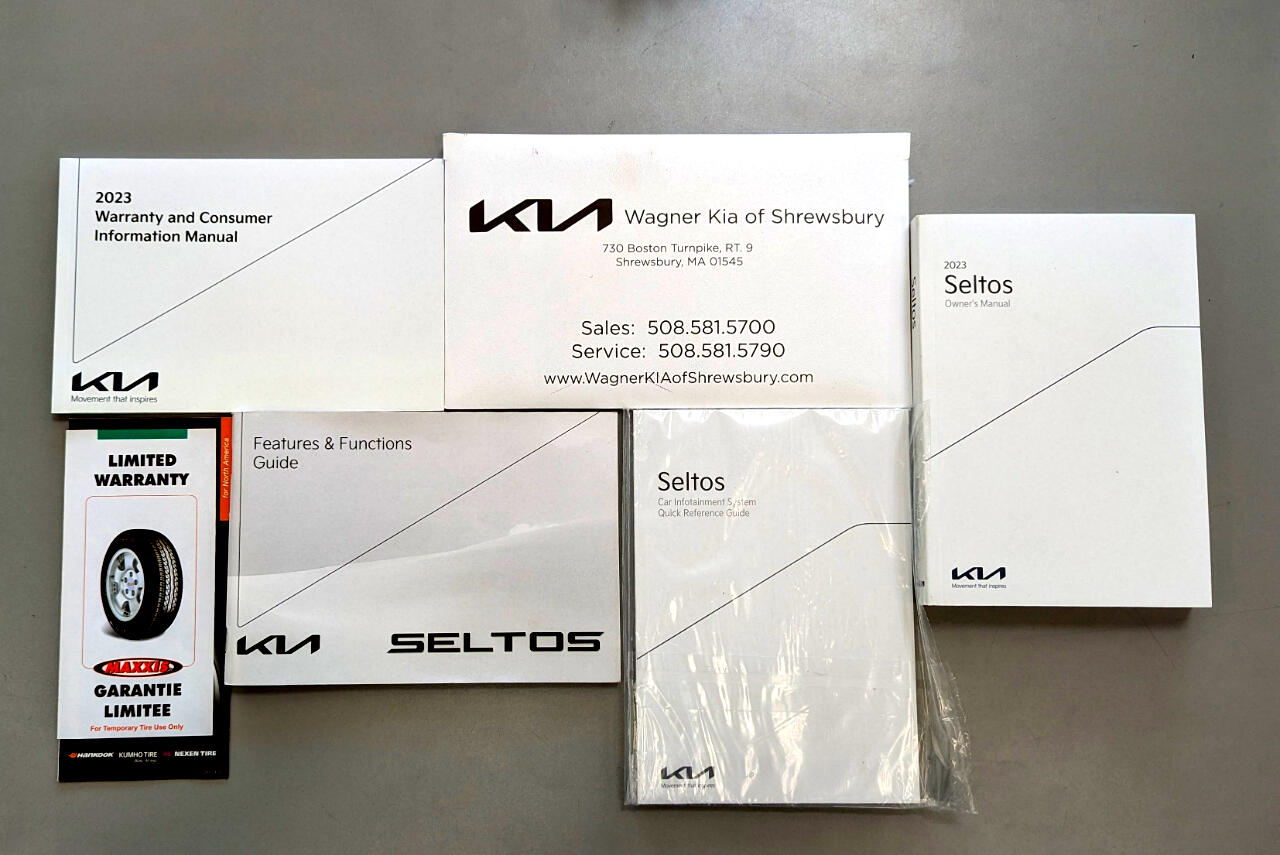 2023
Warranty and Consumer
Information Manual
KIA
Movement that inspires
KIA Wagner Kia of Shrewsbury
730 Boston Turnpike, RT. 9
Shrewsbury, MA 01545
Sales: 508.581.5700
Service: 508.581.5790
www.WagnerKIAofShrewsbury.com
Seltos
2023
Seltos
Owner's Manual
KIA
Movement that inspires
LIMITED
WARRANTY
for North America
MAXXIS
GARANTIE
LIMITEE
For Temporary Tire Use Only
HANKOOK KUMHO TIRE NEXEN TIRE
Features & Functions
Guide
KIA SELTOS
Seltos
Car Infotainment System
Quick Reference Guide
KIA
Movement that inspires